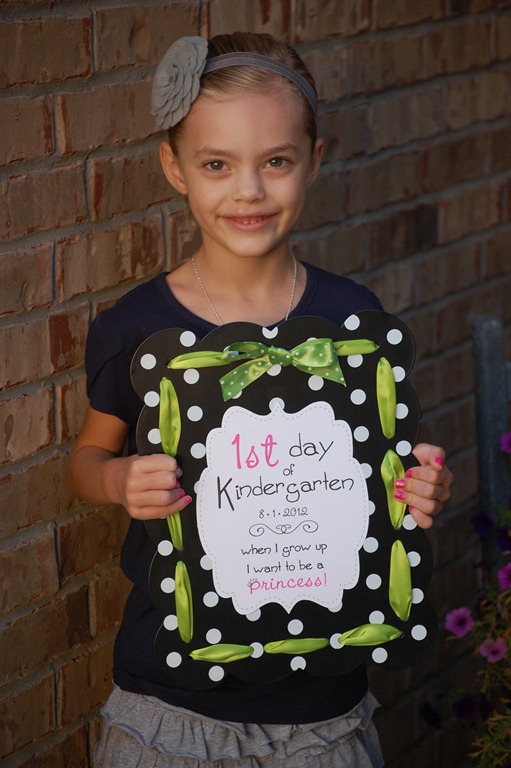 1st day
of
Kindergarten
8-1-2012
when I grow up
I want to be a
princess!